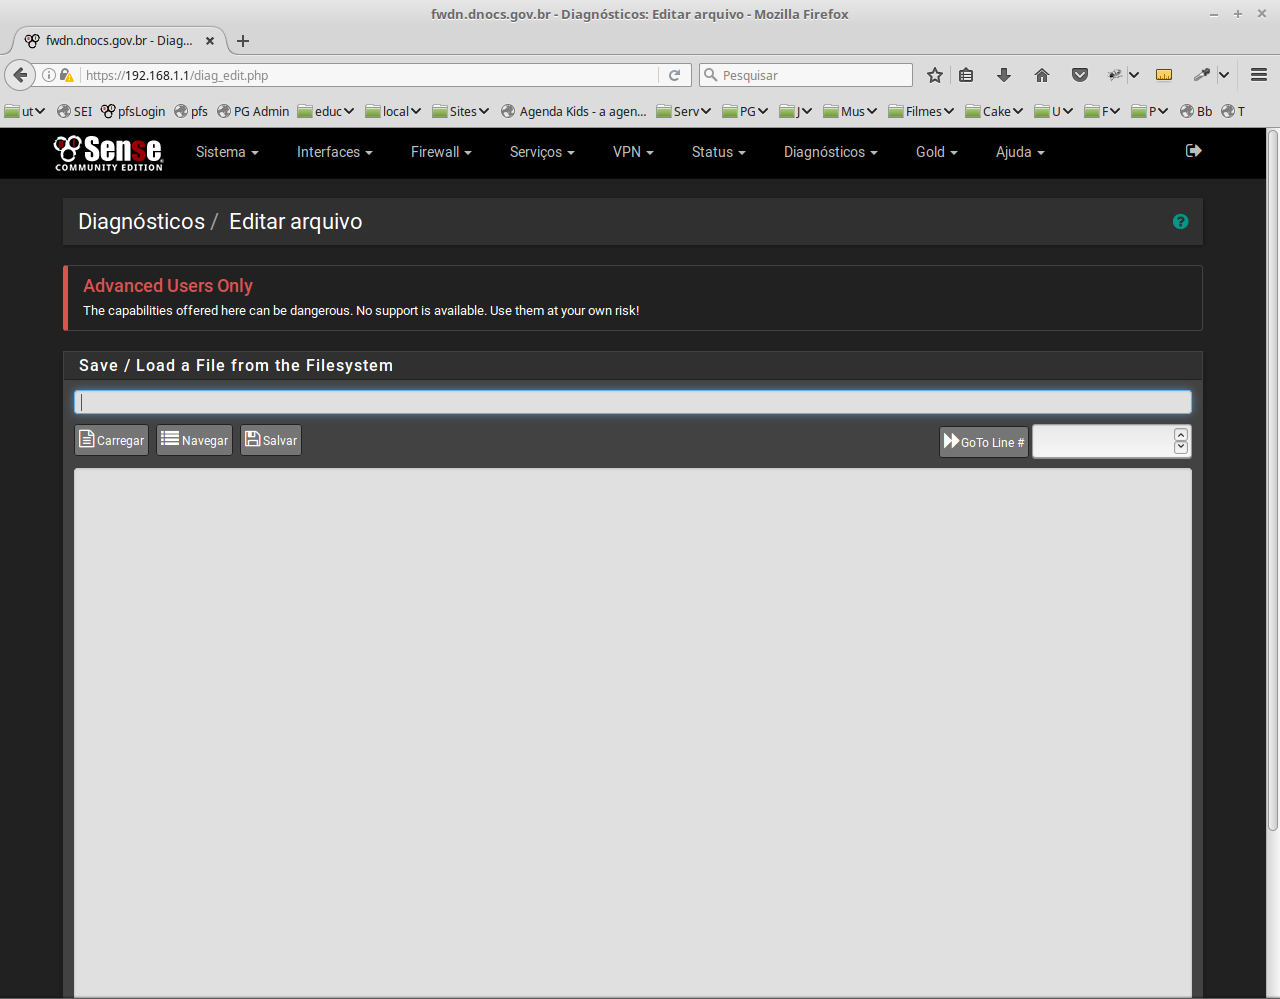 fwdn.dnocs.gov.br - Diagnósticos: Editar arquivo - Mozilla Firefox
fwdn.dnocs.gov.br - Diag...
https://192.168.1.1/diag_edit.php
Pesquisar
ut SEI pfsLogin pfs PG Admin educ local Sites Agenda Kids - a agen... Serv PG J Mus Filmes Cake U F P Bb T
Sense
COMMUNITY EDITION
Sistema Interfaces Firewall Serviços VPN Status Diagnósticos Gold Ajuda
Diagnósticos / Editar arquivo
Advanced Users Only
The capabilities offered here can be dangerous. No support is available. Use them at your own risk!
Save / Load a File from the Filesystem
Carregar Navegar Salvar GoTo Line #